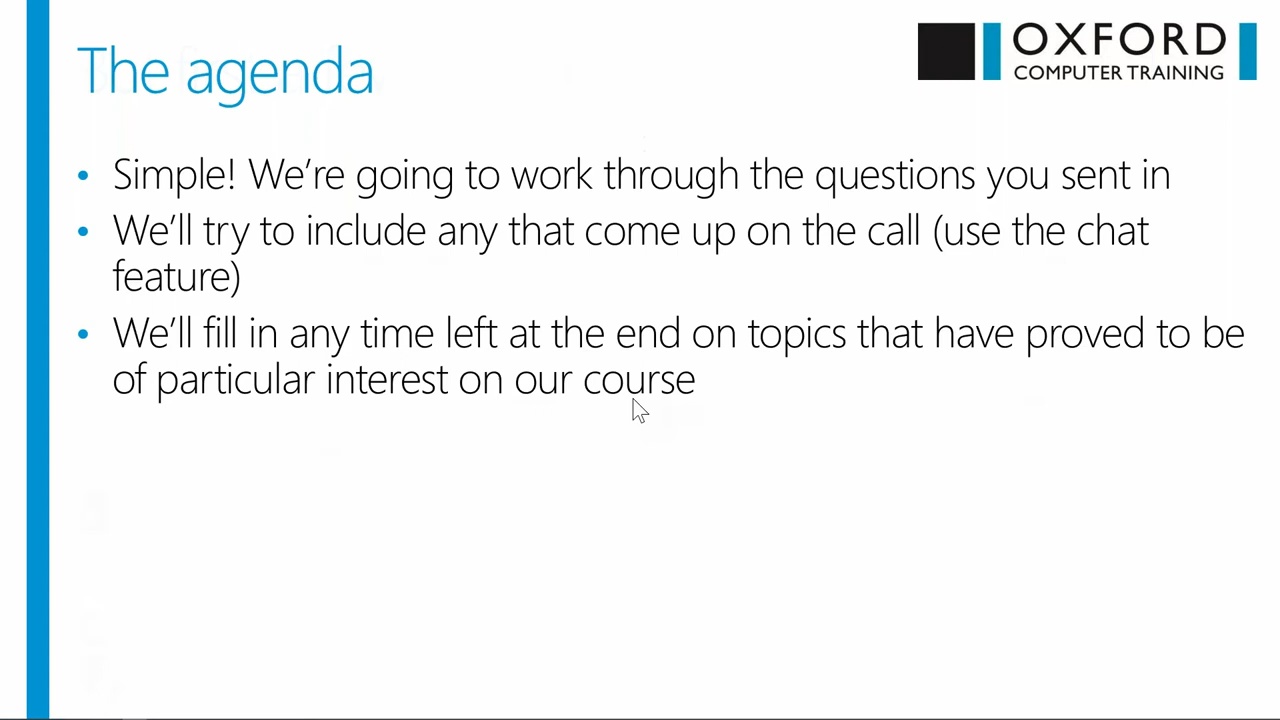 The agenda
OXFORD
COMPUTER TRAINING
• Simple! We’re going to work through the questions you sent in
• We’ll try to include any that come up on the call (use the chat
feature)
• We’ll fill in any time left at the end on topics that have proved to be
of particular interest on our course